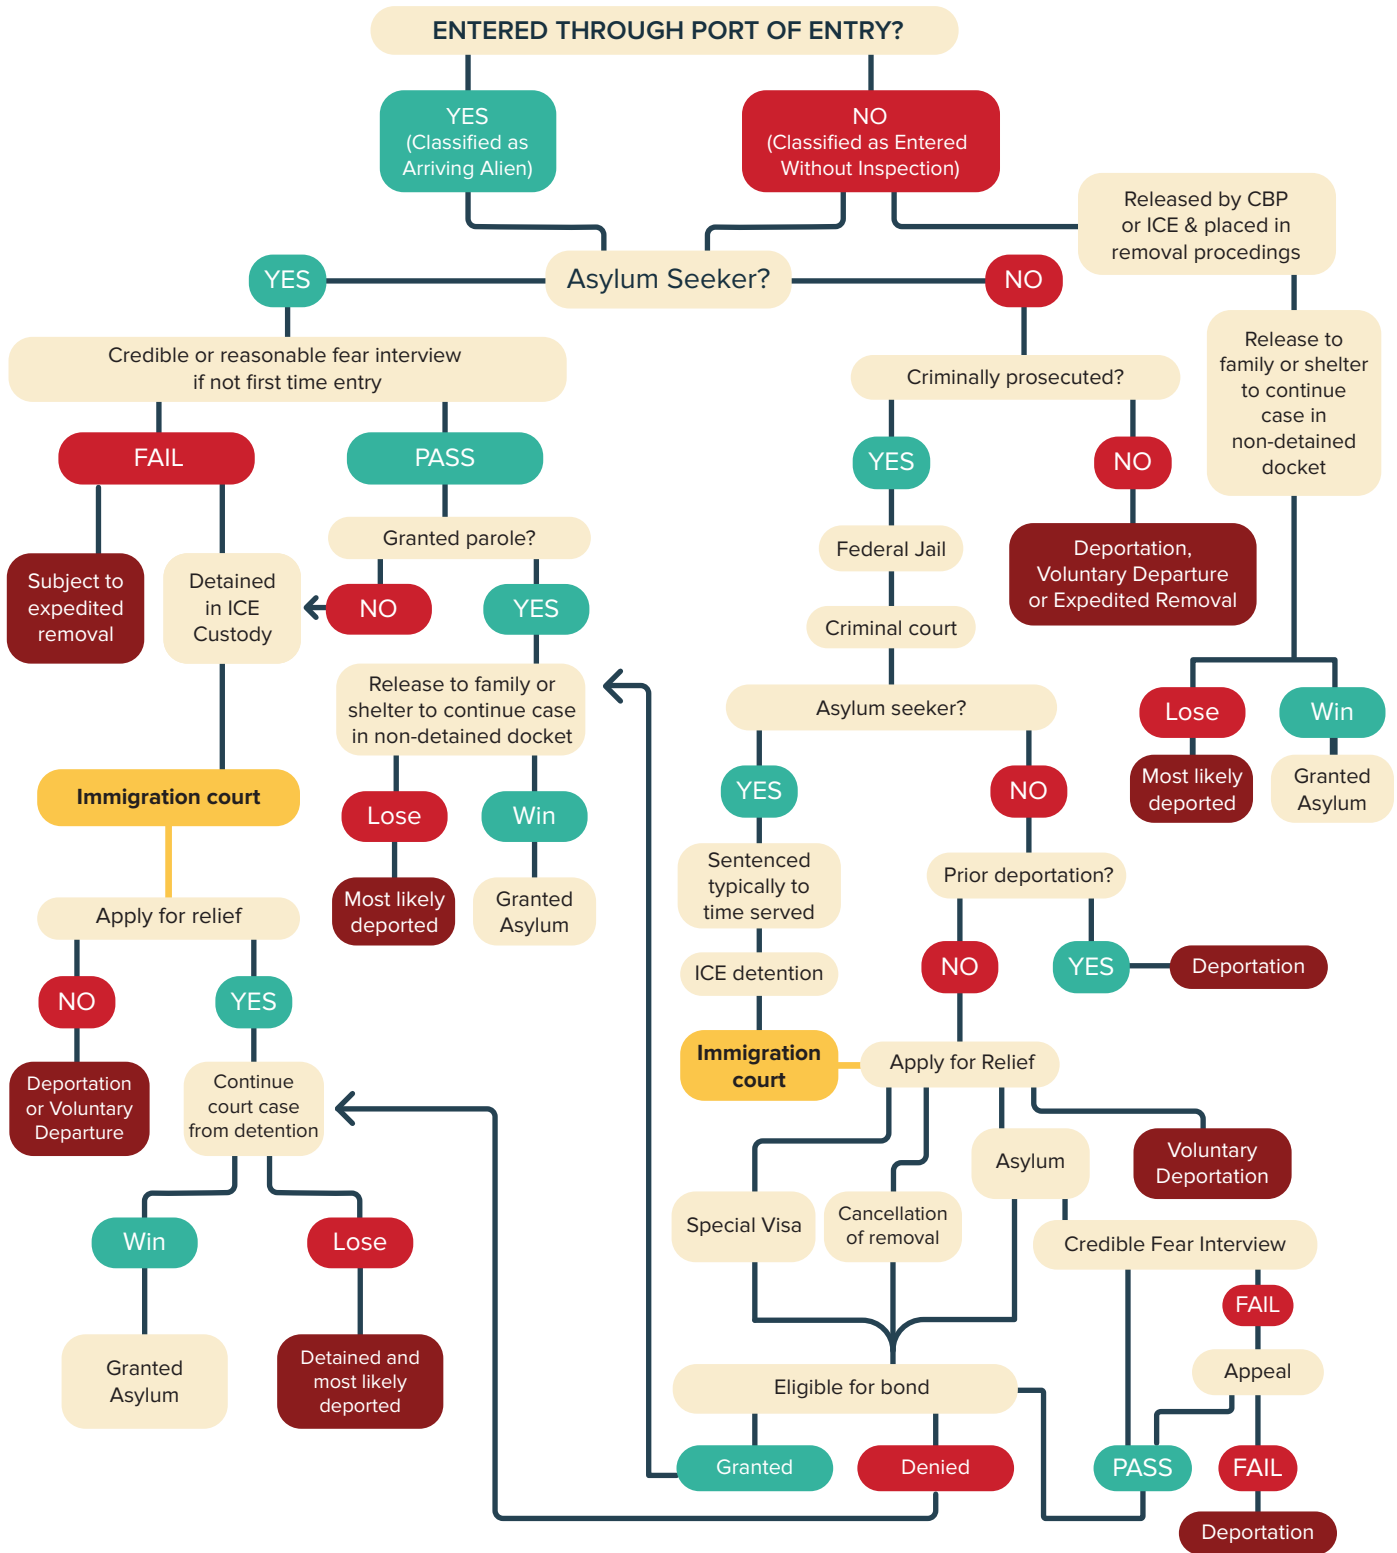 ENTERED THROUGH PORT OF ENTRY?
YES
(Classified as
Arriving Alien)
NO
(Classified as Entered
Without Inspection)
Released by CBP
or ICE & placed in
removal procedings
YES
Asylum Seeker?
NO
Credible or reasonable fear interview
if not first time entry
Criminally prosecuted?
Release to
family or shelter
to continue
case in
non-detained
docket
FAIL
PASS
YES
NO
Granted parole?
Federal Jail
Deportation,
Voluntary Departure
or Expedited Removal
Subject to
expedited
removal
Detained
in ICE
Custody
NO
YES
Criminal court
Release to family or
shelter to continue case
in non-detained docket
Asylum seeker?
Lose
Win
Most likely
deported
Granted
Asylum
Immigration court
Lose
Win
YES
NO
Most likely
deported
Granted
Asylum
Sentenced
typically to
time served
Prior deportation?
Apply for relief
ICE detention
NO
YES
Deportation
NO
YES
Immigration
court
Apply for Relief
Deportation
or Voluntary
Departure
Continue
court case
from detention
Asylum
Voluntary
Deportation
Special Visa
Cancellation
of removal
Credible Fear Interview
Win
Lose
FAIL
Granted
Asylum
Detained and
most likely
deported
Appeal
Eligible for bond
Granted
Denied
PASS
FAIL
Deportation